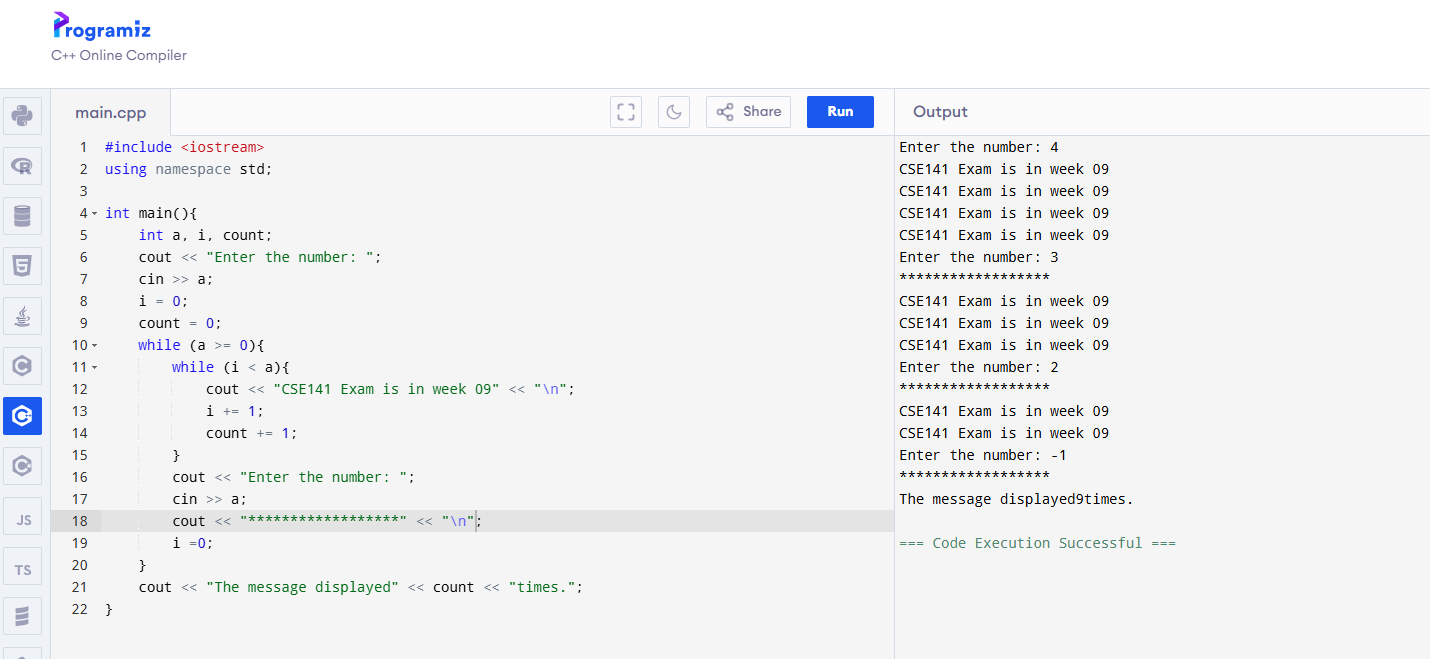 Programiz
C++ Online Compiler
main.cpp
Share
Run
Output
1 #include <iostream>
2 using namespace std;
3
4 int main(){
5     int a, i, count;
6     cout << "Enter the number: ";
7     cin >> a;
8     i = 0;
9     count = 0;
10     while (a >= 0){
11         while (i < a){
12             cout << "CSE141 Exam is in week 09" << "\n";
13             i += 1;
14             count += 1;
15         }
16         cout << "Enter the number: ";
17         cin >> a;
18         cout << "******************" << "\n";
19         i =0;
20     }
21     cout << "The message displayed" << count << "times.";
22 }
Enter the number: 4
CSE141 Exam is in week 09
CSE141 Exam is in week 09
CSE141 Exam is in week 09
CSE141 Exam is in week 09
Enter the number: 3
******************
CSE141 Exam is in week 09
CSE141 Exam is in week 09
CSE141 Exam is in week 09
Enter the number: 2
******************
CSE141 Exam is in week 09
CSE141 Exam is in week 09
Enter the number: -1
******************
The message displayed9times.
=== Code Execution Successful ===
R
5
C
C+
C
JS
TS